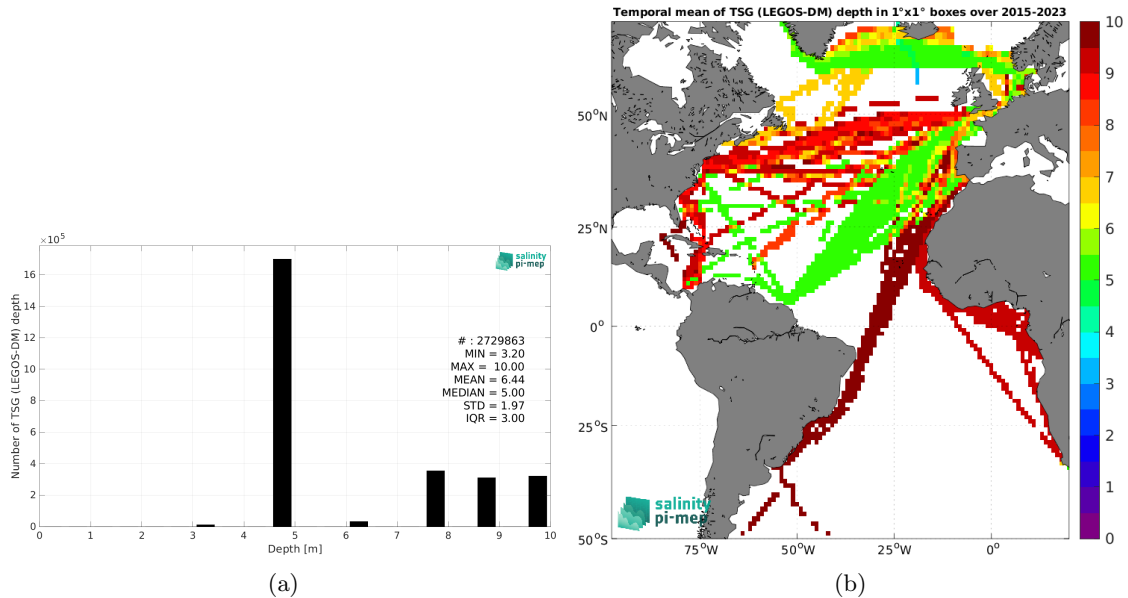 ×10⁵
16
14
12
10
8
6
4
2
0
Number of TSG (LEGOS-DM) depth
salinity
pi-mep
# : 2729863
MIN = 3.20
MAX = 10.00
MEAN = 6.44
MEDIAN = 5.00
STD = 1.97
IQR = 3.00
0 1 2 3 4 5 6 7 8 9 10
Depth [m]
(a)
Temporal mean of TSG (LEGOS-DM) depth in 1°x1° boxes over 2015-2023
50°N
25°N
0°
25°S
50°S
75°W 50°W 25°W 0°
salinity
pi-mep
10
9
8
7
6
5
4
3
2
1
0
(b)